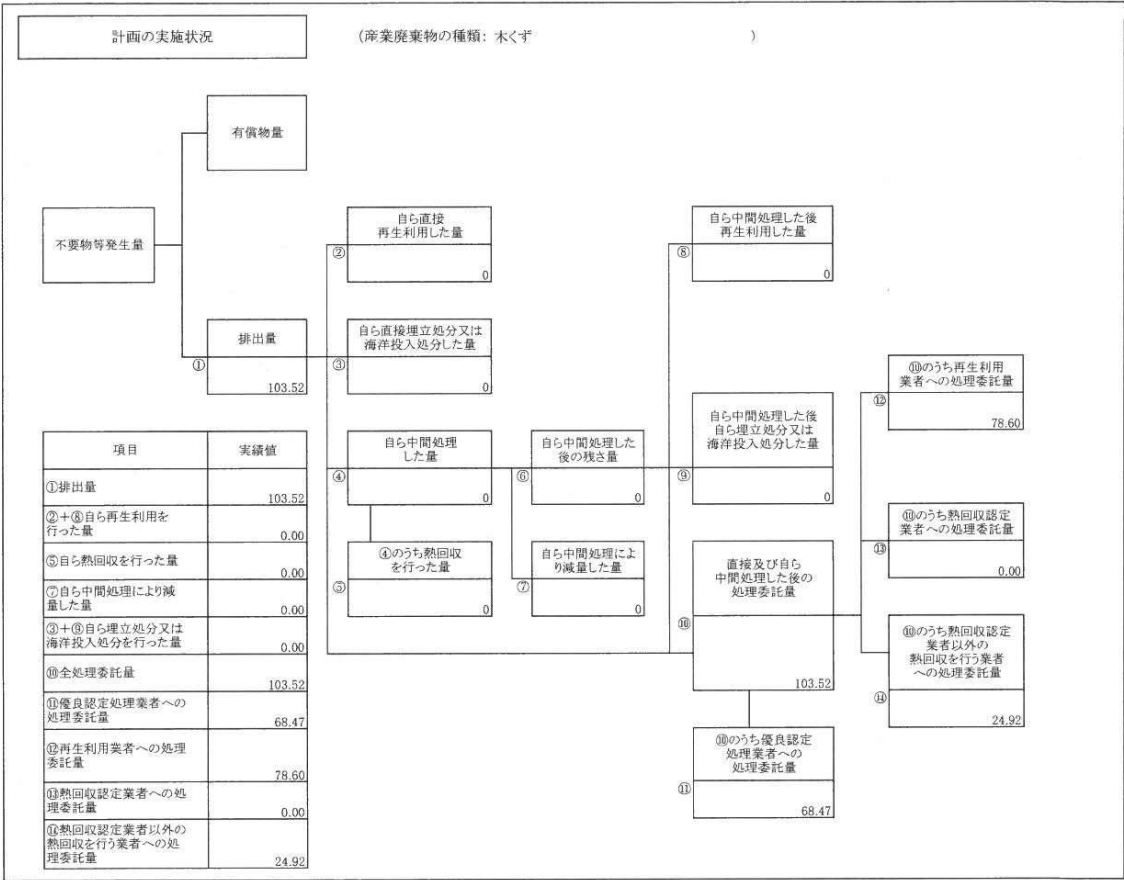 計画の実施状況
(産業廃棄物の種類: 木くず )
有償物量
不要物等発生量
排出量
①
103.52
自ら直接
再生利用した量
②
0
自ら直接埋立処分又は
海洋投入処分した量
③
0
自ら中間処理
した量
④
0
④のうち熱回収
を行った量
⑤
0
自ら中間処理した
後の残さ量
⑥
0
自ら中間処理によ
り減量した量
⑦
0
自ら中間処理した後
再生利用した量
⑧
0
自ら中間処理した後
自ら埋立処分又は
海洋投入処分した量
⑨
0
直接及び自ら
中間処理した後の
処理委託量
⑩
103.52
⑩のうち優良認定
処理業者への
処理委託量
⑪
68.47
⑩のうち再生利用
業者への処理委託量
⑫
78.60
⑩のうち熱回収認定
業者への処理委託量
⑬
0.00
⑩のうち熱回収認定
業者以外の
熱回収を行う業者
への処理委託量
⑭
24.92
項目 実績値
①排出量
103.52
②+⑧自ら再生利用を
行った量
0.00
⑤自ら熱回収を行った量
0.00
⑦自ら中間処理により減
量した量
0.00
③+⑨自ら埋立処分又は
海洋投入処分を行った量
0.00
⑩全処理委託量
103.52
⑪優良認定処理業者への
処理委託量
68.47
⑫再生利用業者への処理
委託量
78.60
⑬熱回収認定業者への処
理委託量
0.00
⑭熱回収認定業者以外の
熱回収を行う業者への処
理委託量
24.92